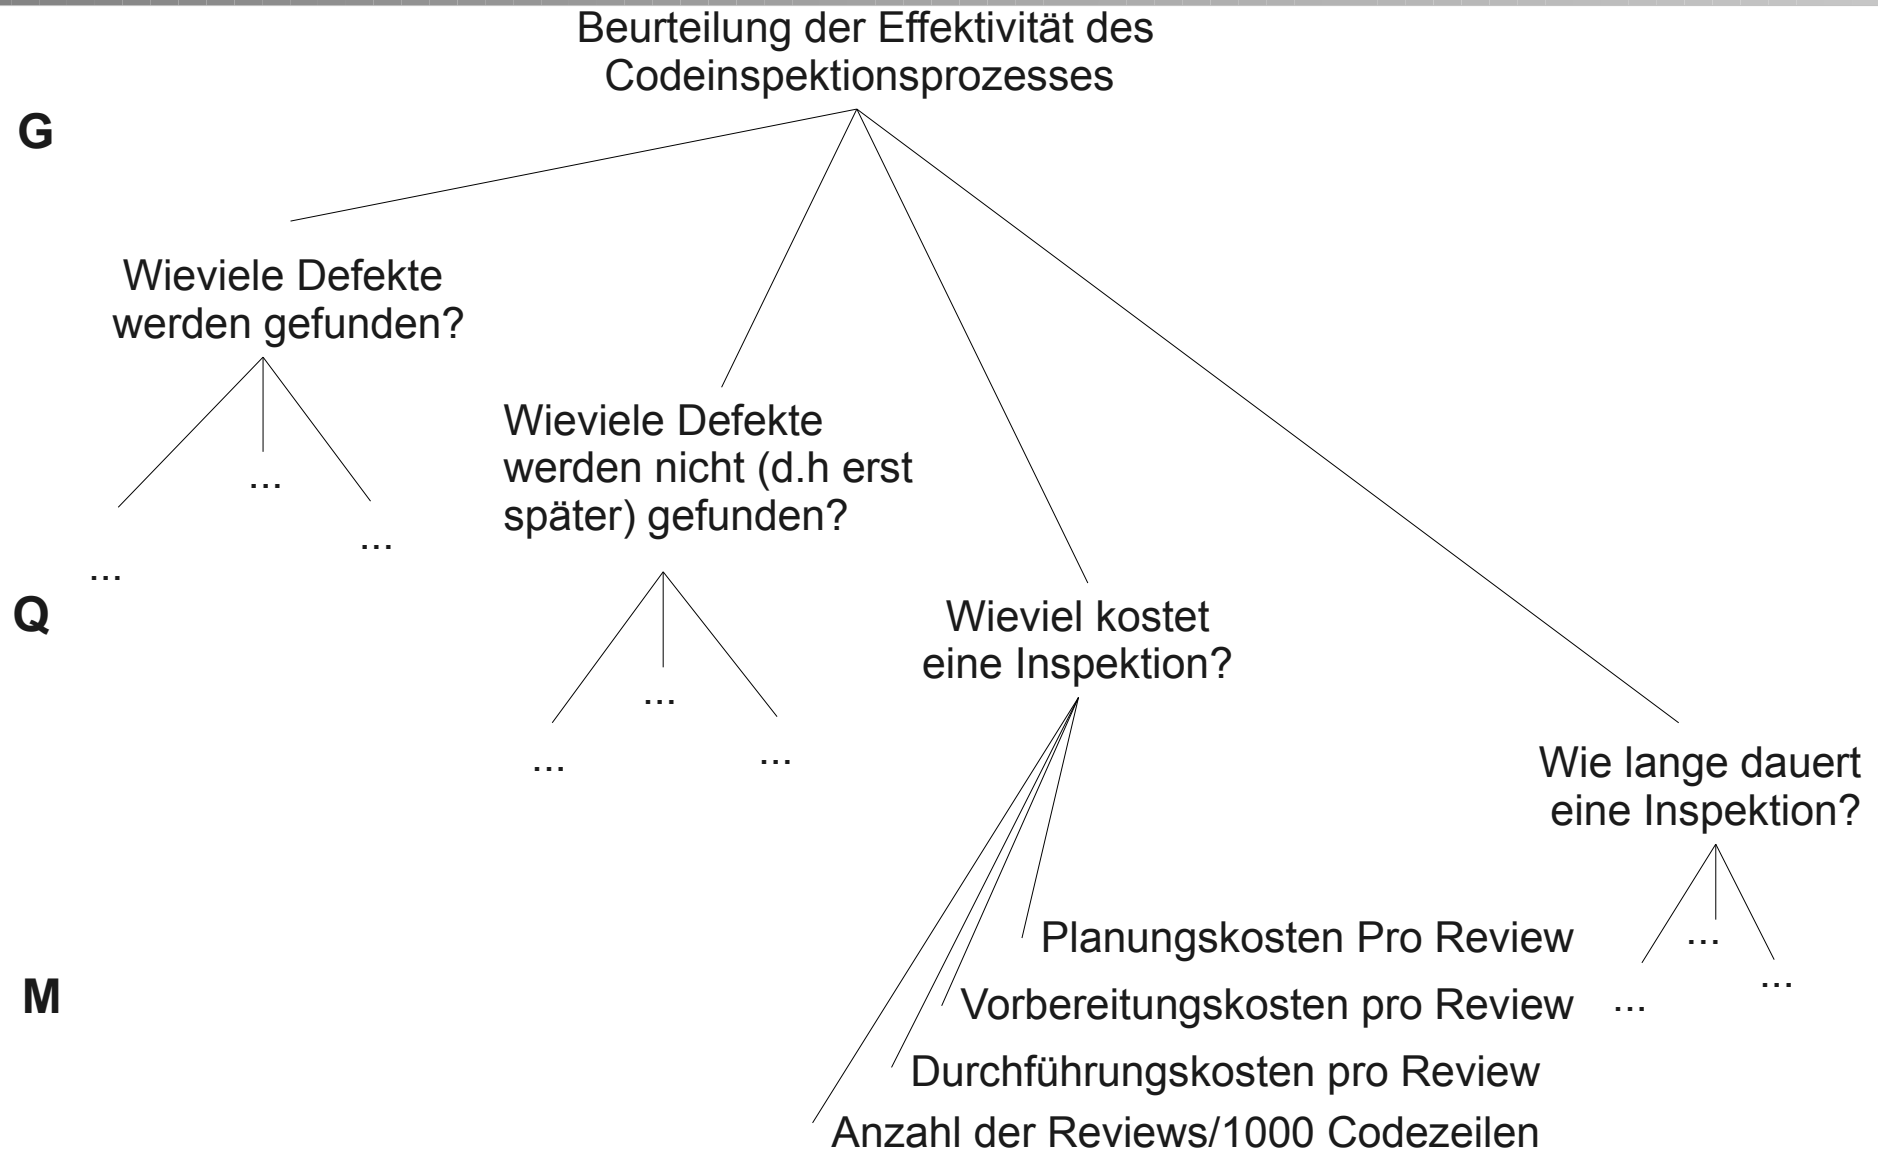 Beurteilung der Effektivität des
Codeinspektionsprozesses
G
Wieviele Defekte
werden gefunden?
...
...
...
Wieviele Defekte
werden nicht (d.h erst
später) gefunden?
...
...
...
Q
Wieviel kostet
eine Inspektion?
Wie lange dauert
eine Inspektion?
...
...
...
M
Planungskosten Pro Review
Vorbereitungskosten pro Review
Durchführungskosten pro Review
Anzahl der Reviews/1000 Codezeilen